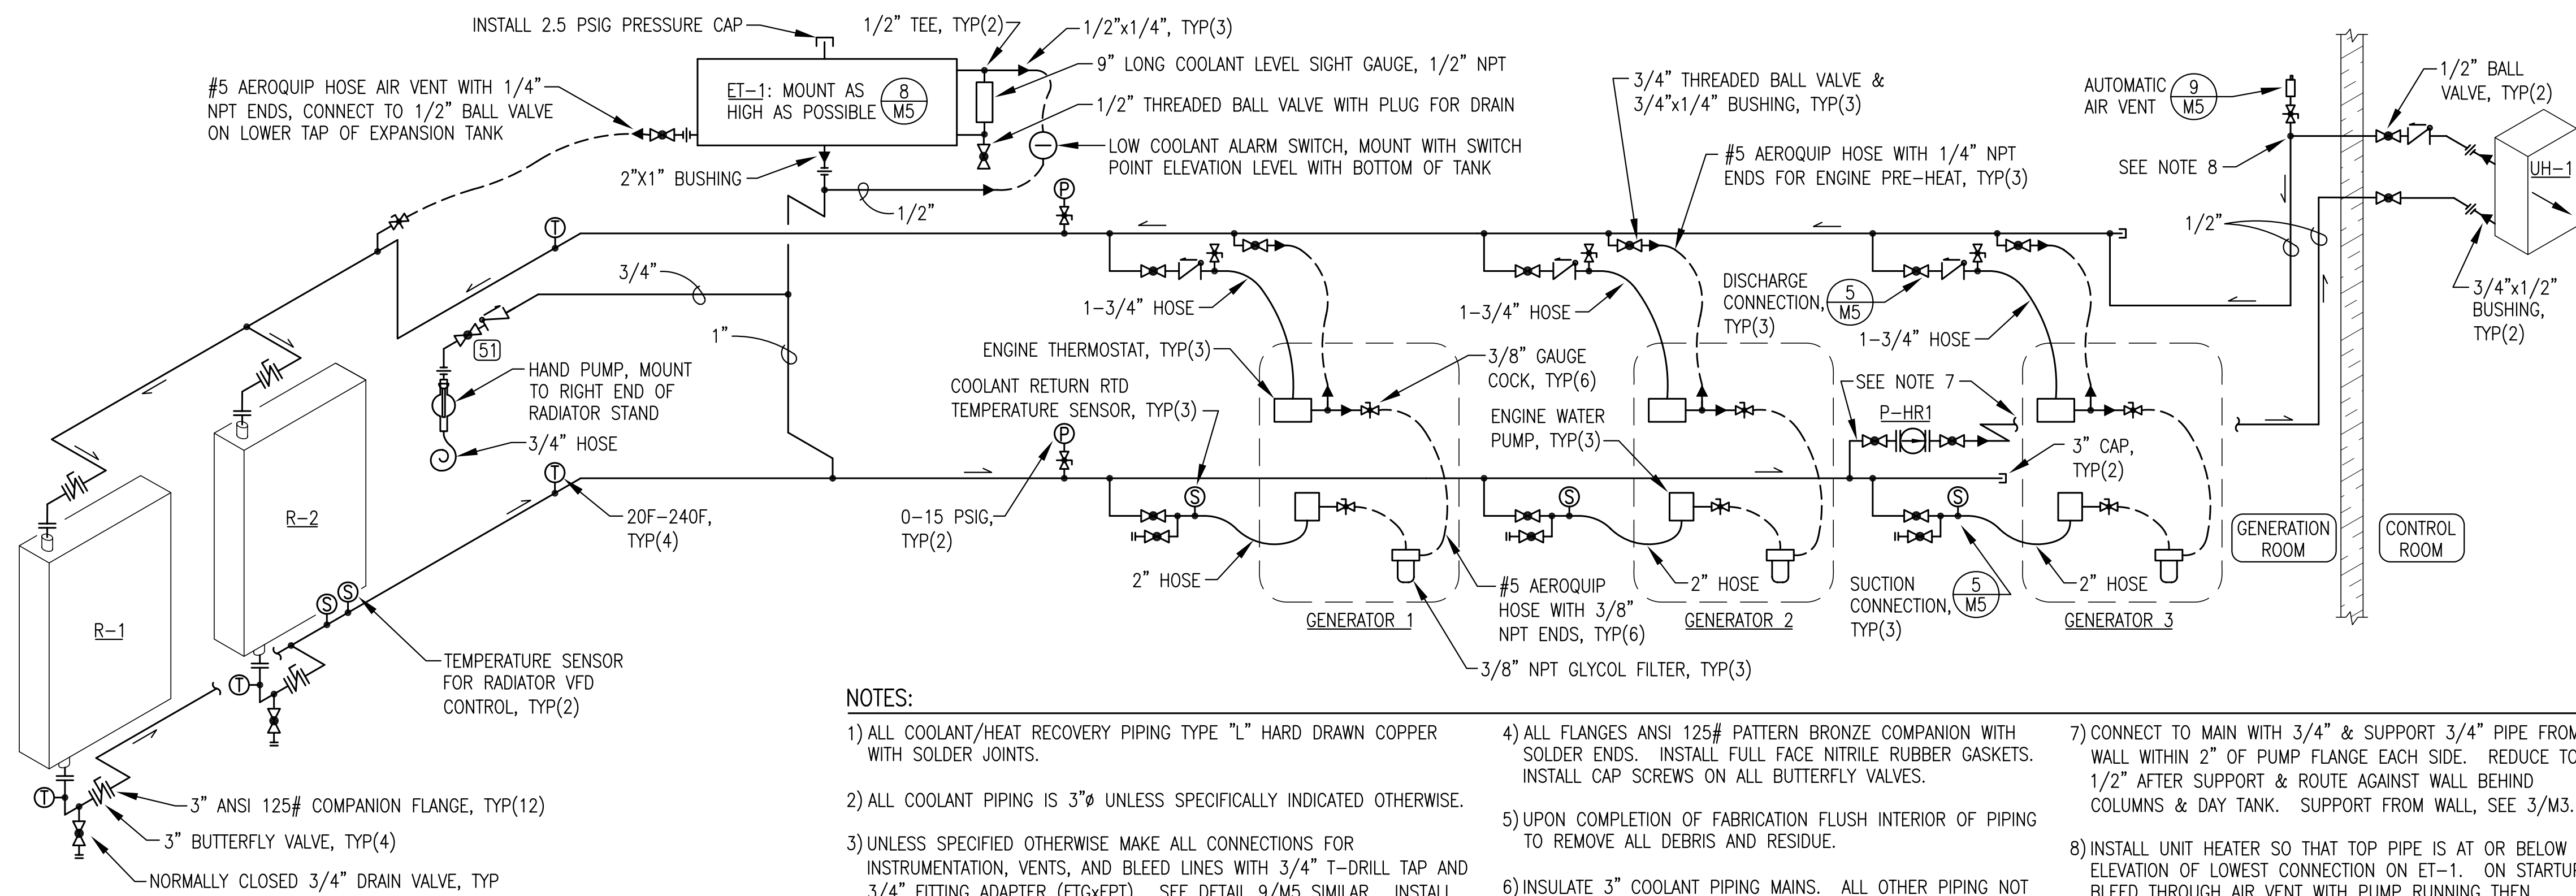 INSTALL 2.5 PSIG PRESSURE CAP
1/2" TEE, TYP(2)
1/2"x1/4", TYP(3)
#5 AEROQUIP HOSE AIR VENT WITH 1/4"
NPT ENDS, CONNECT TO 1/2" BALL VALVE
ON LOWER TAP OF EXPANSION TANK
ET-1: MOUNT AS
HIGH AS POSSIBLE
8
M5
9" LONG COOLANT LEVEL SIGHT GAUGE, 1/2" NPT
1/2" THREADED BALL VALVE WITH PLUG FOR DRAIN
LOW COOLANT ALARM SWITCH, MOUNT WITH SWITCH
POINT ELEVATION LEVEL WITH BOTTOM OF TANK
2"X1" BUSHING
1/2"
3/4" THREADED BALL VALVE &
3/4"x1/4" BUSHING, TYP(3)
#5 AEROQUIP HOSE WITH 1/4" NPT
ENDS FOR ENGINE PRE-HEAT, TYP(3)
AUTOMATIC
AIR VENT
9
M5
1/2" BALL
VALVE, TYP(2)
SEE NOTE 8
UH-1
1/2"
3/4"x1/2"
BUSHING,
TYP(2)
P
T
3/4"
1"
51
HAND PUMP, MOUNT
TO RIGHT END OF
RADIATOR STAND
3/4" HOSE
1-3/4" HOSE
1-3/4" HOSE
DISCHARGE
CONNECTION,
TYP(3)
5
M5
1-3/4" HOSE
ENGINE THERMOSTAT, TYP(3)
COOLANT RETURN RTD
TEMPERATURE SENSOR, TYP(3)
3/8" GAUGE
COCK, TYP(6)
ENGINE WATER
PUMP, TYP(3)
SEE NOTE 7
P-HR1
3" CAP,
TYP(2)
P
T
S
S
S
20F-240F,
TYP(4)
0-15 PSIG,
TYP(2)
2" HOSE
2" HOSE
2" HOSE
#5 AEROQUIP
HOSE WITH 3/8"
NPT ENDS, TYP(6)
SUCTION
CONNECTION,
TYP(3)
5
M5
GENERATION
ROOM
CONTROL
ROOM
GENERATOR 1
GENERATOR 2
GENERATOR 3
3/8" NPT GLYCOL FILTER, TYP(3)
R-2
R-1
S
S
T
T
TEMPERATURE SENSOR
FOR RADIATOR VFD
CONTROL, TYP(2)
3" ANSI 125# COMPANION FLANGE, TYP(12)
3" BUTTERFLY VALVE, TYP(4)
NORMALLY CLOSED 3/4" DRAIN VALVE, TYP
NOTES:
1) ALL COOLANT/HEAT RECOVERY PIPING TYPE "L" HARD DRAWN COPPER
WITH SOLDER JOINTS.
2) ALL COOLANT PIPING IS 3"ø UNLESS SPECIFICALLY INDICATED OTHERWISE.
3) UNLESS SPECIFIED OTHERWISE MAKE ALL CONNECTIONS FOR
INSTRUMENTATION, VENTS, AND BLEED LINES WITH 3/4" T-DRILL TAP AND
3/4" FITTING ADAPTER (FTGxFPT). SEE DETAIL 9/M5 SIMILAR. INSTALL
4) ALL FLANGES ANSI 125# PATTERN BRONZE COMPANION WITH
SOLDER ENDS. INSTALL FULL FACE NITRILE RUBBER GASKETS.
INSTALL CAP SCREWS ON ALL BUTTERFLY VALVES.
5) UPON COMPLETION OF FABRICATION FLUSH INTERIOR OF PIPING
TO REMOVE ALL DEBRIS AND RESIDUE.
6) INSULATE 3" COOLANT PIPING MAINS. ALL OTHER PIPING NOT
7) CONNECT TO MAIN WITH 3/4" & SUPPORT 3/4" PIPE FROM
WALL WITHIN 2" OF PUMP FLANGE EACH SIDE. REDUCE TO
1/2" AFTER SUPPORT & ROUTE AGAINST WALL BEHIND
COLUMNS & DAY TANK. SUPPORT FROM WALL, SEE 3/M3.
8) INSTALL UNIT HEATER SO THAT TOP PIPE IS AT OR BELOW
ELEVATION OF LOWEST CONNECTION ON ET-1. ON STARTUP
BLEED THROUGH AIR VENT WITH PUMP RUNNING THEN